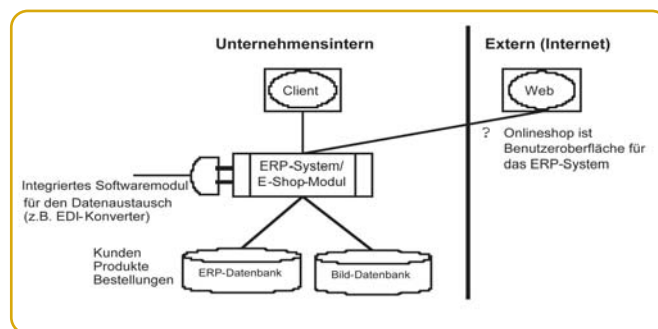 Unternehmensintern
Extern (Internet)
Client
Web
? Onlineshop ist
Benutzeroberfläche für
das ERP-System
ERP-System/
E-Shop-Modul
Integriertes Softwaremodul
für den Datenaustausch
(z.B. EDI-Konverter)
Kunden
Produkte
Bestellungen
ERP-Datenbank
Bild-Datenbank